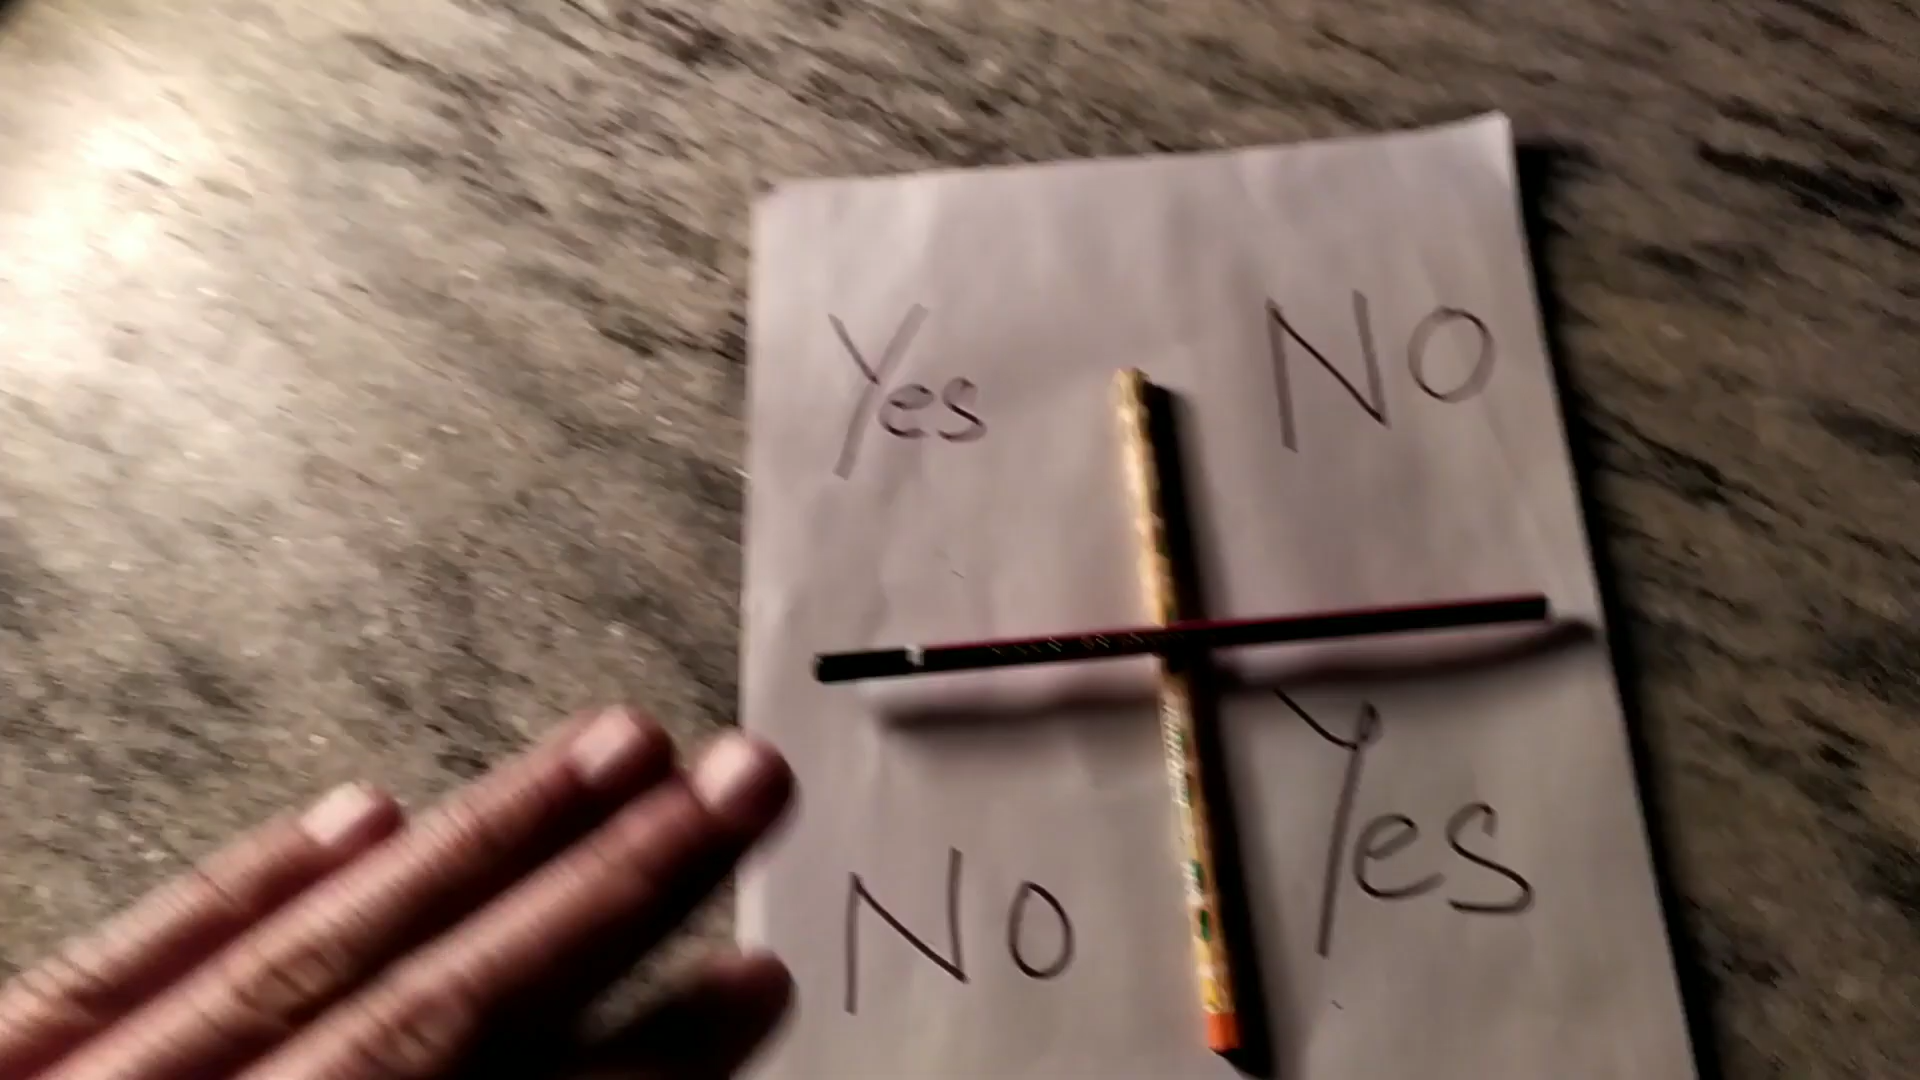 Yes NO
NO Yes